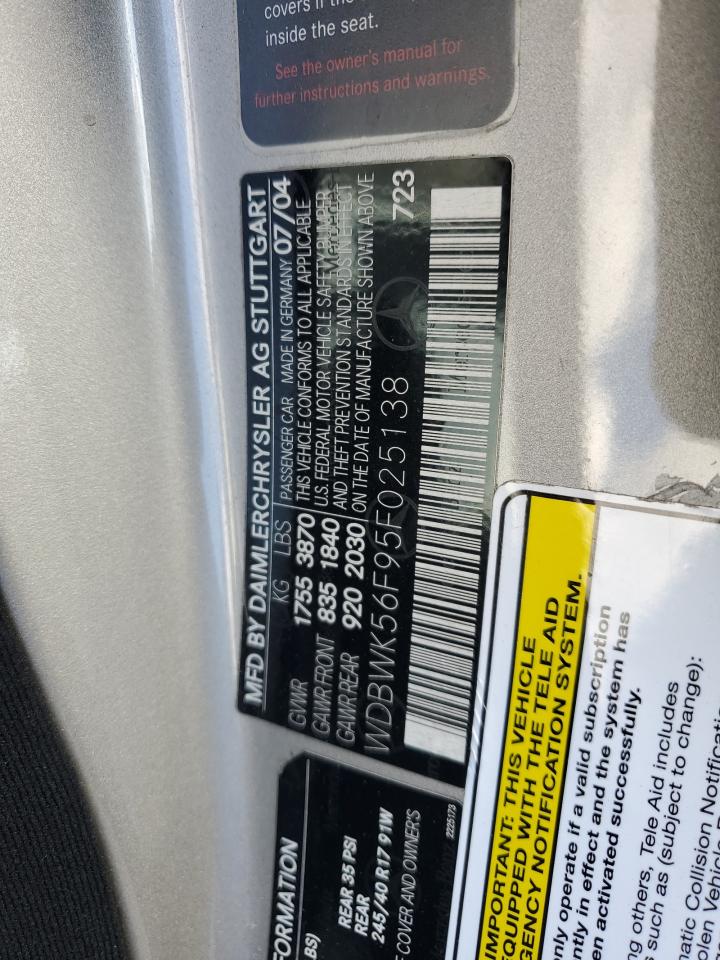 covers if the
inside the seat.
See the owner's manual for
further instructions and warnings.
MFD BY DAIMLERCHRYSLER AG STUTTGART
KG LBS PASSENGER CAR MADE IN GERMANY 07/04
GVWR 1755 3870 THIS VEHICLE CONFORMS TO ALL APPLICABLE
GAWR FRONT 835 1840 U.S. FEDERAL MOTOR VEHICLE SAFETY BUMPER
GAWR REAR 920 2030 AND THEFT PREVENTION STANDARDS IN EFFECT
ON THE DATE OF MANUFACTURE SHOWN ABOVE
WDBWK56F95F025138 723
FORMATION
BS)
REAR 35 PSI
REAR
245/40 R17 91W
F COVER AND OWNER'S
2225173
IMPORTANT: THIS VEHICLE
EQUIPPED WITH THE TELE AID
GENCY NOTIFICATION SYSTEM.
only operate if a valid subscription
ntly in effect and the system has
en activated successfully.
ng others, Tele Aid includes
s such as (subject to change):
matic Collision Notificati
olen Vehicle